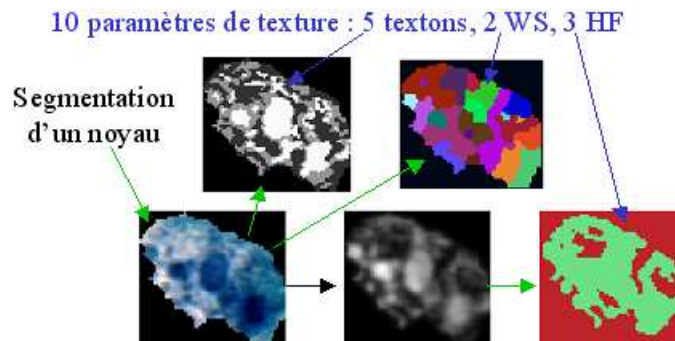 10 paramètres de texture : 5 textons, 2 WS, 3 HF
Segmentation
d'un noyau